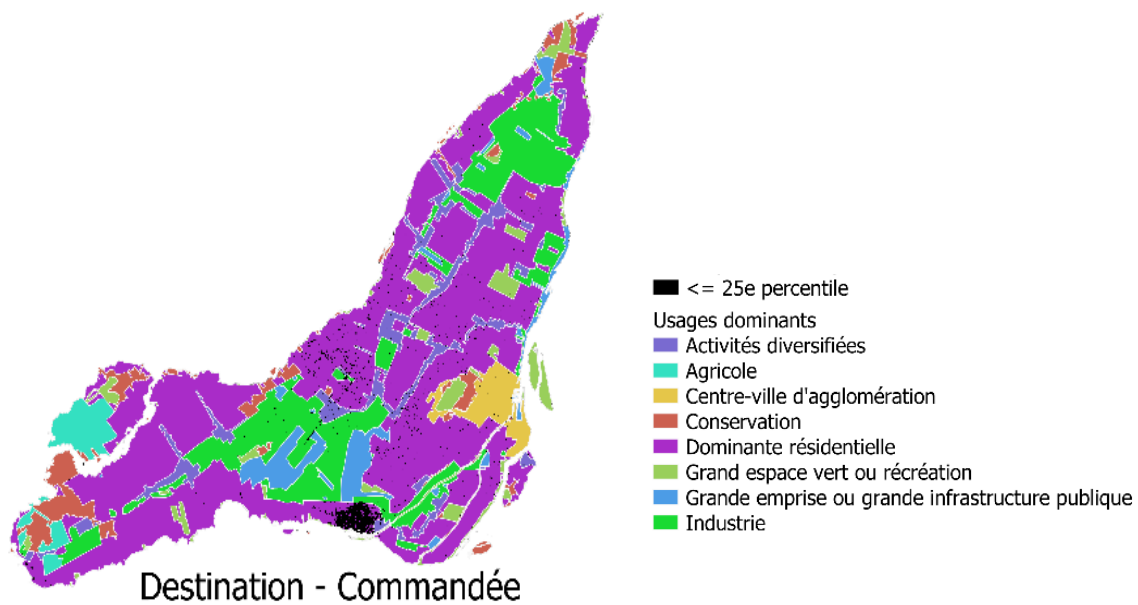 <= 25e percentile
Usages dominants
Activités diversifiées
Agricole
Centre-ville d'agglomération
Conservation
Dominante résidentielle
Grand espace vert ou récréation
Grande emprise ou grande infrastructure publique
Industrie
Destination - Commandée